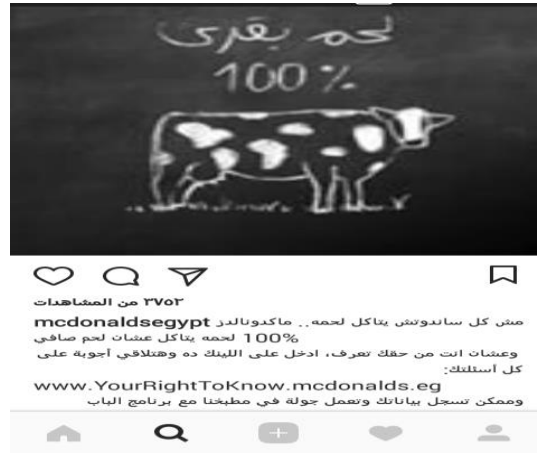 لحم بقرى
100%
٣٧٥٢ من المشاهدات
mcdonaldsegypt مش كل ساندوتش يتاكل لحمه.. ماكدونالدز
لحمه يتاكل عشان لحم صافي 100%
وعشان انت من حقك تعرف، ادخل على اللينك ده وهتلاقي أجوبة على
كل أسئلتك:
www.YourRightToKnow.mcdonalds.eg
وممكن تسجل بياناتك وتعمل جولة في مطبخنا مع برنامج الباب